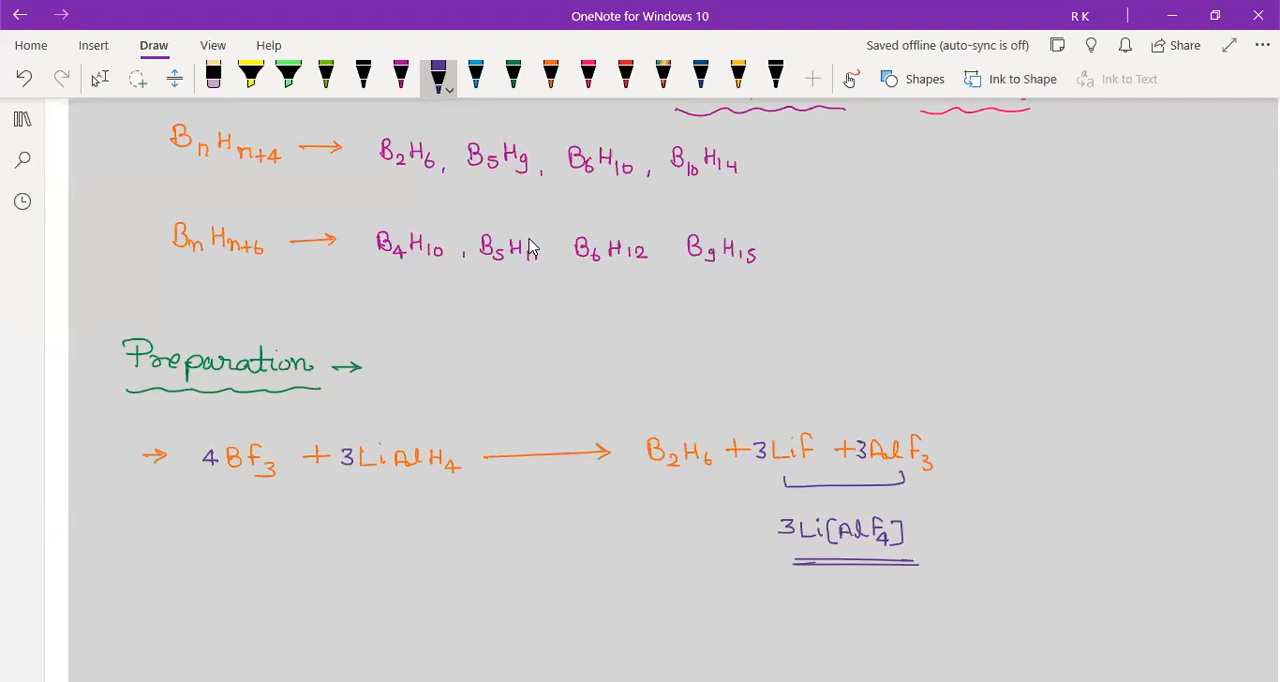 OneNote for Windows 10
R K
Home Insert Draw View Help
Saved offline (auto-sync is off)
Share
Shapes
Ink to Shape
Ink to Text
BnHn+4 → B2H6, B5H9, B6H10, B10H14
BnHn+6 → B4H10, B5H11 B6H12 B9H15
Preparation →
→ 4BF3 + 3LiAlH4 → B2H6 + 3LiF + 3AlF3
3Li[AlF4]